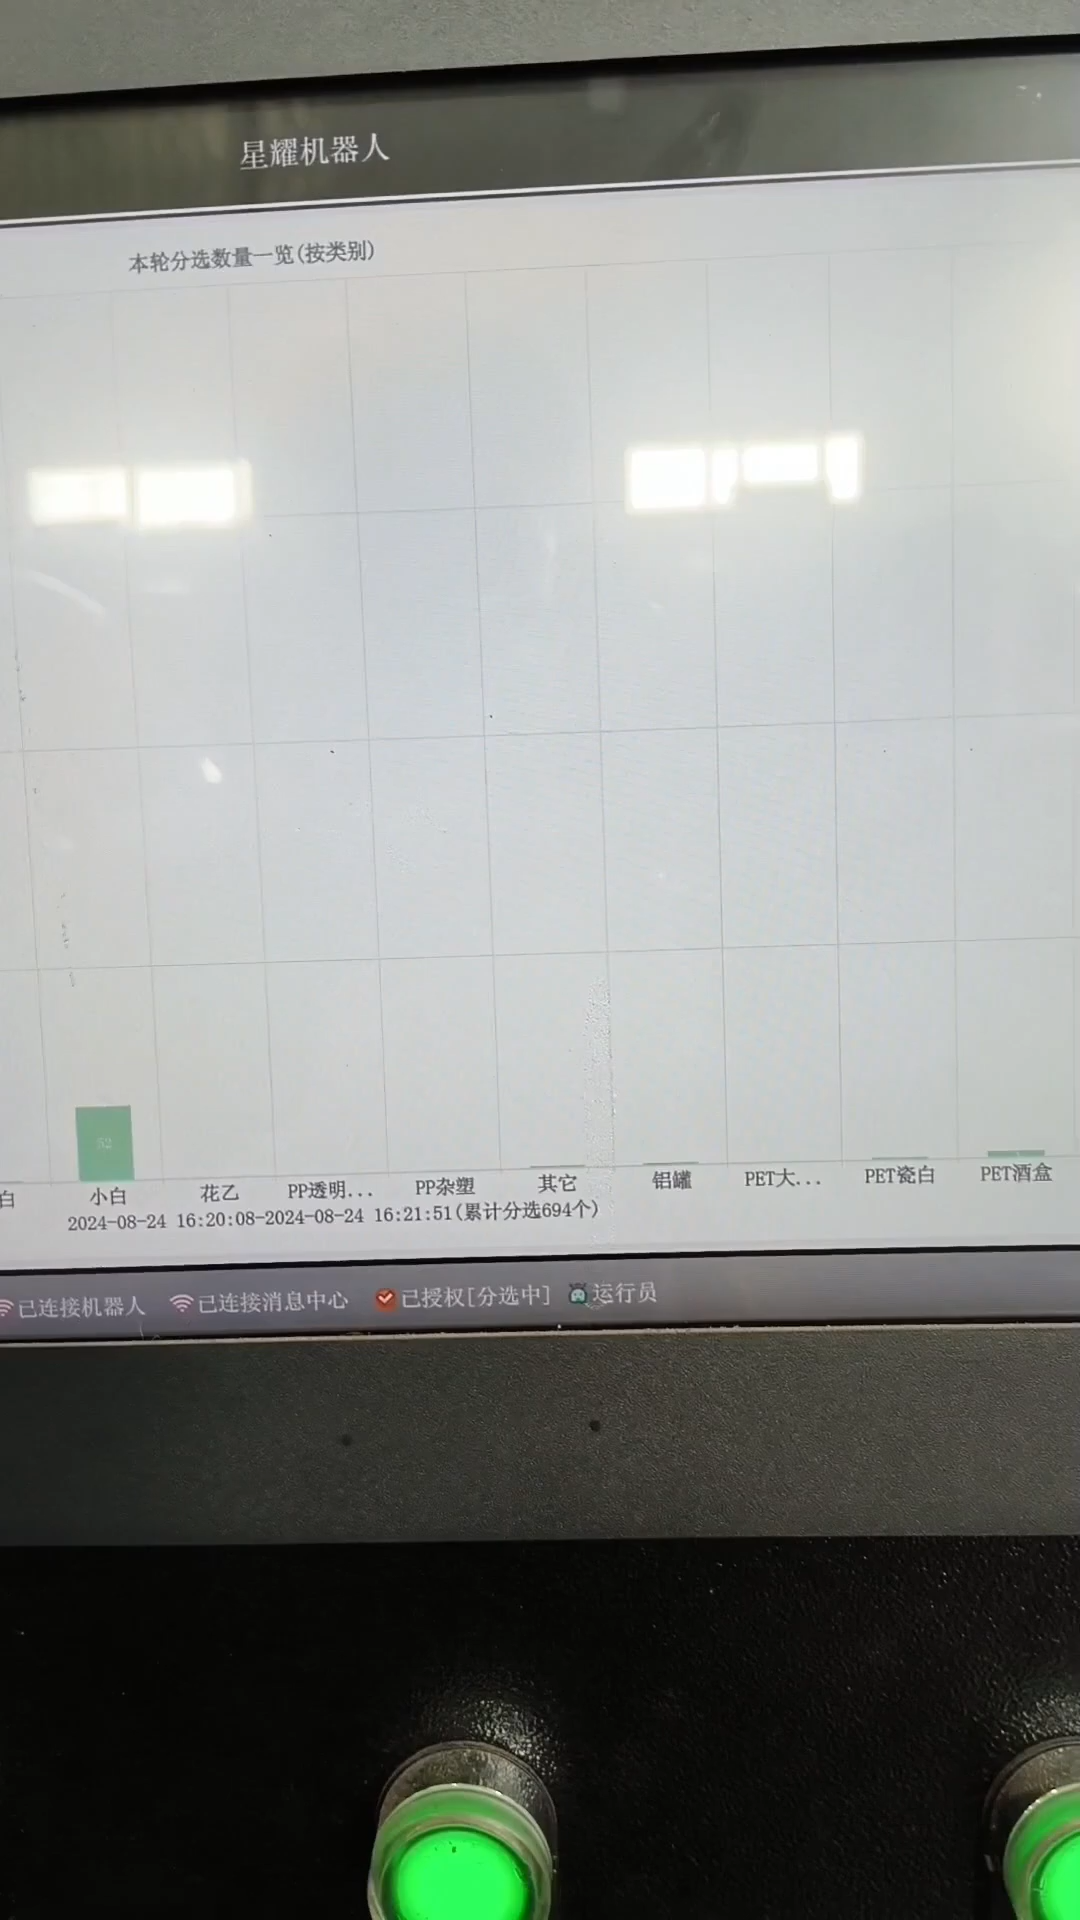 星耀机器人
本轮分选数量一览(按类别)
52
白 小白 花乙 PP透明... PP杂塑 其它 铝罐 PET大... PET瓷白 PET酒盒
2024-08-24 16:20:08-2024-08-24 16:21:51(累计分选694个)
已连接机器人 已连接消息中心 已授权[分选中] 运行员